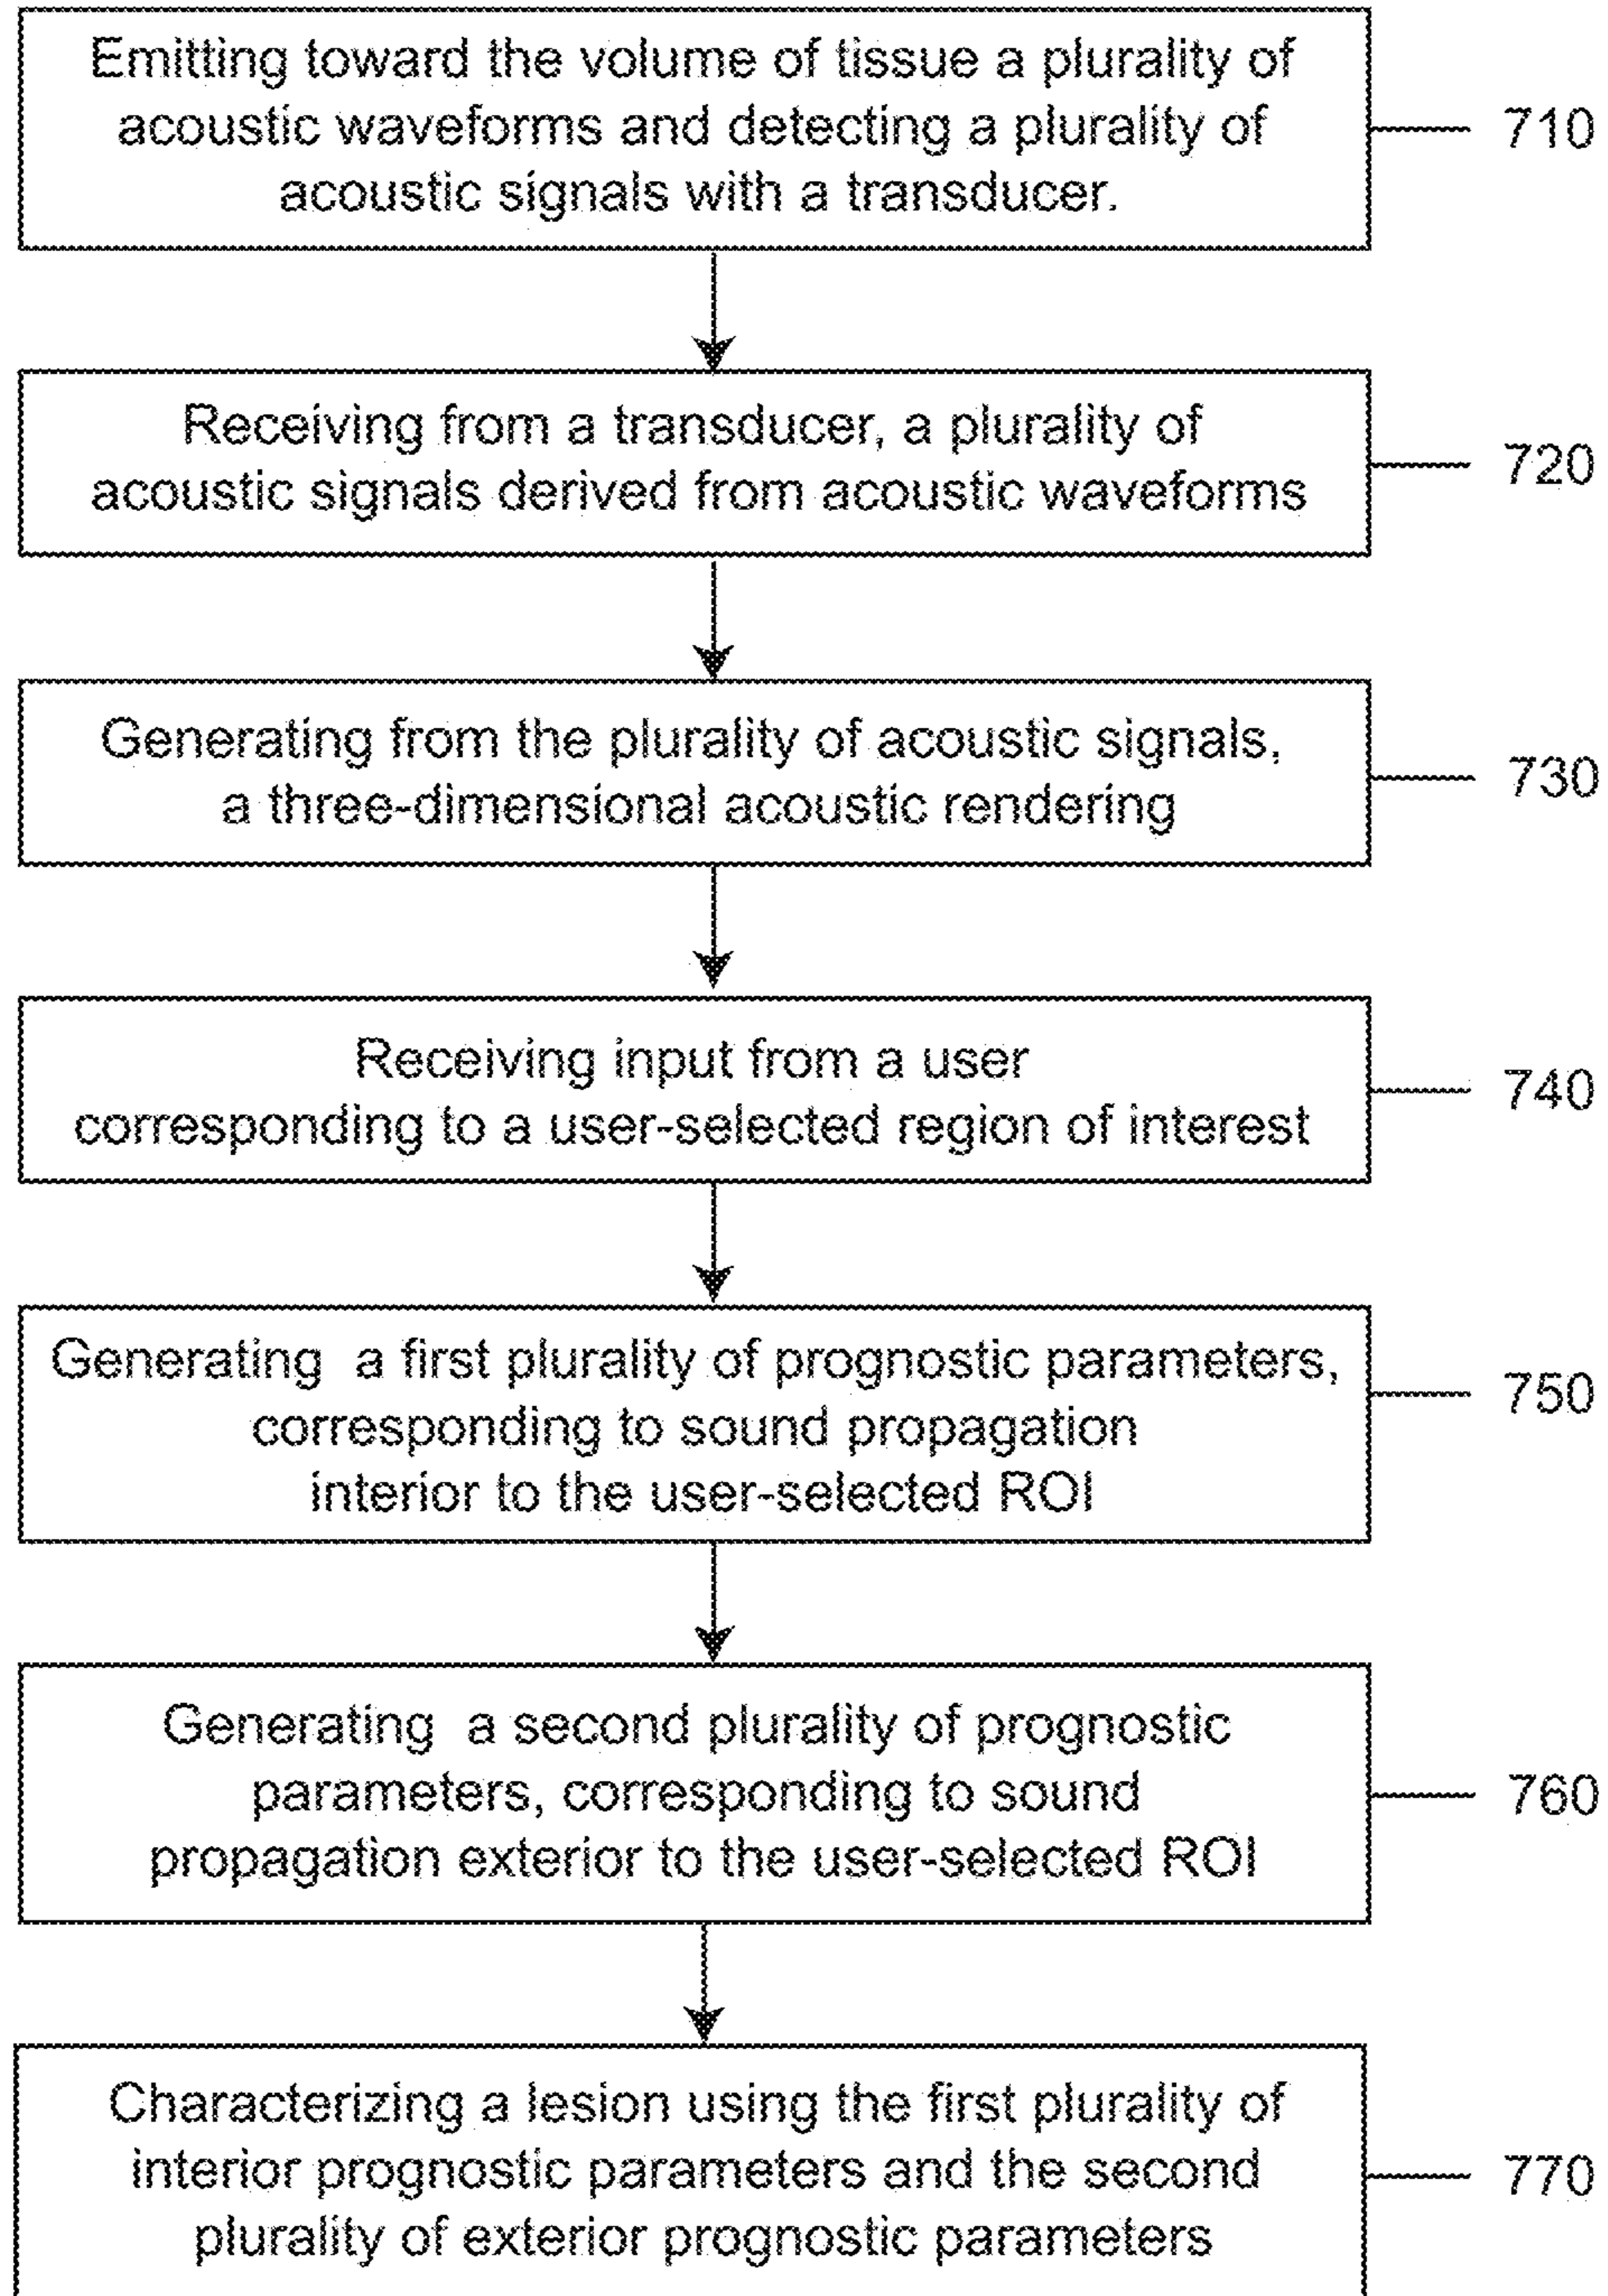 Emitting toward the volume of tissue a plurality of
acoustic waveforms and detecting a plurality of
acoustic signals with a transducer.
710
Receiving from a transducer, a plurality of
acoustic signals derived from acoustic waveforms
720
Generating from the plurality of acoustic signals,
a three-dimensional acoustic rendering
730
Receiving input from a user
corresponding to a user-selected region of interest
740
Generating a first plurality of prognostic parameters,
corresponding to sound propagation
interior to the user-selected ROI
750
Generating a second plurality of prognostic
parameters, corresponding to sound
propagation exterior to the user-selected ROI
760
Characterizing a lesion using the first plurality of
interior prognostic parameters and the second
plurality of exterior prognostic parameters
770